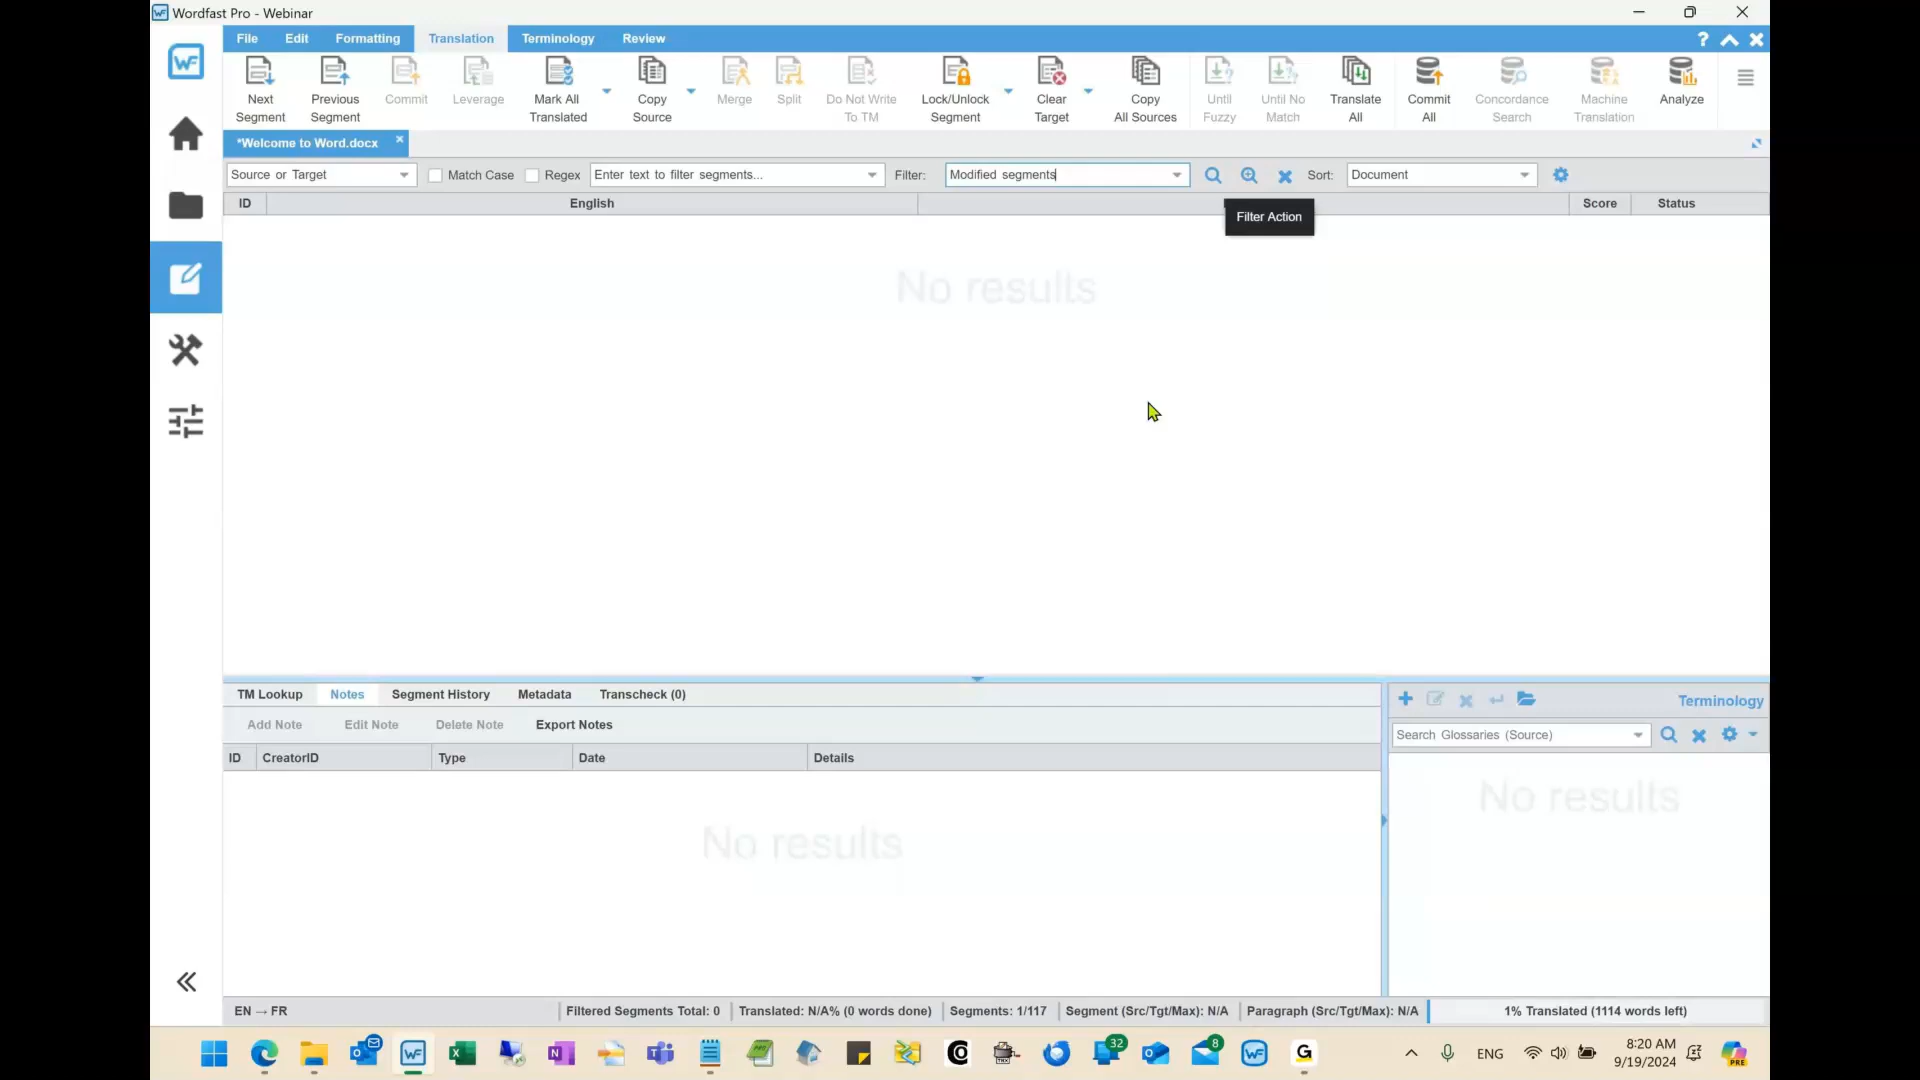 Wordfast Pro - Webinar
File Edit Formatting Translation Terminology Review
Next Segment
Previous Segment
Commit
Leverage
Mark All Translated
Copy Source
Merge
Split
Do Not Write To TM
Lock/Unlock Segment
Clear Target
Copy All Sources
Until Fuzzy
Until No Match
Translate All
Commit All
Concordance Search
Machine Translation
Analyze
*Welcome to Word.docx
Source or Target Match Case Regex Enter text to filter segments... Filter: Modified segments Sort: Document
ID English Score Status
Filter Action
No results
TM Lookup Notes Segment History Metadata Transcheck (0)
Add Note Edit Note Delete Note Export Notes
ID CreatorID Type Date Details
No results
Terminology
Search Glossaries (Source)
No results
EN → FR Filtered Segments Total: 0 Translated: N/A% (0 words done) Segments: 1/117 Segment (Src/Tgt/Max): N/A Paragraph (Src/Tgt/Max): N/A 1% Translated (1114 words left)
32
8
ENG
8:20 AM
9/19/2024
PRE